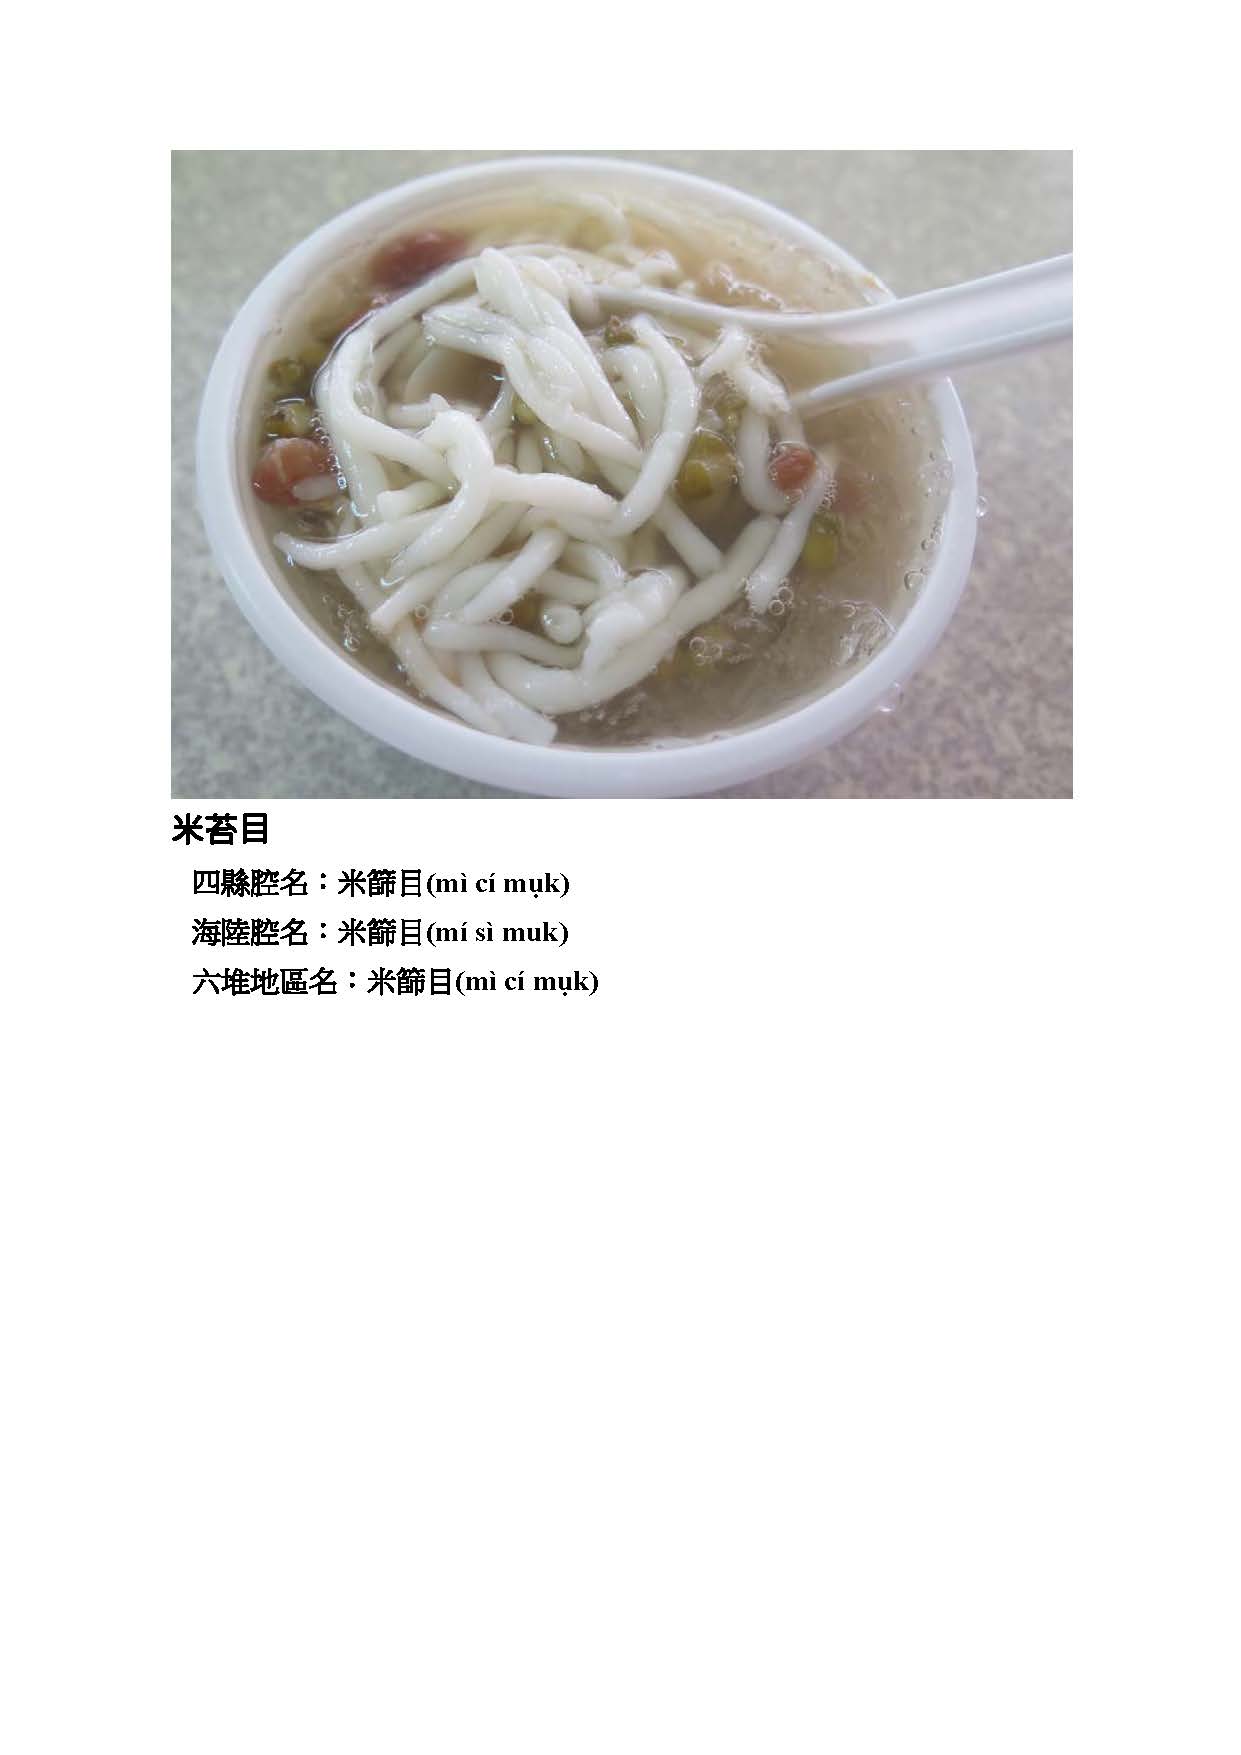 米苔目
四縣腔名：米篩目(mì cí mụk)
海陸腔名：米篩目(mí sì muk)
六堆地區名：米篩目(mì cí mụk)